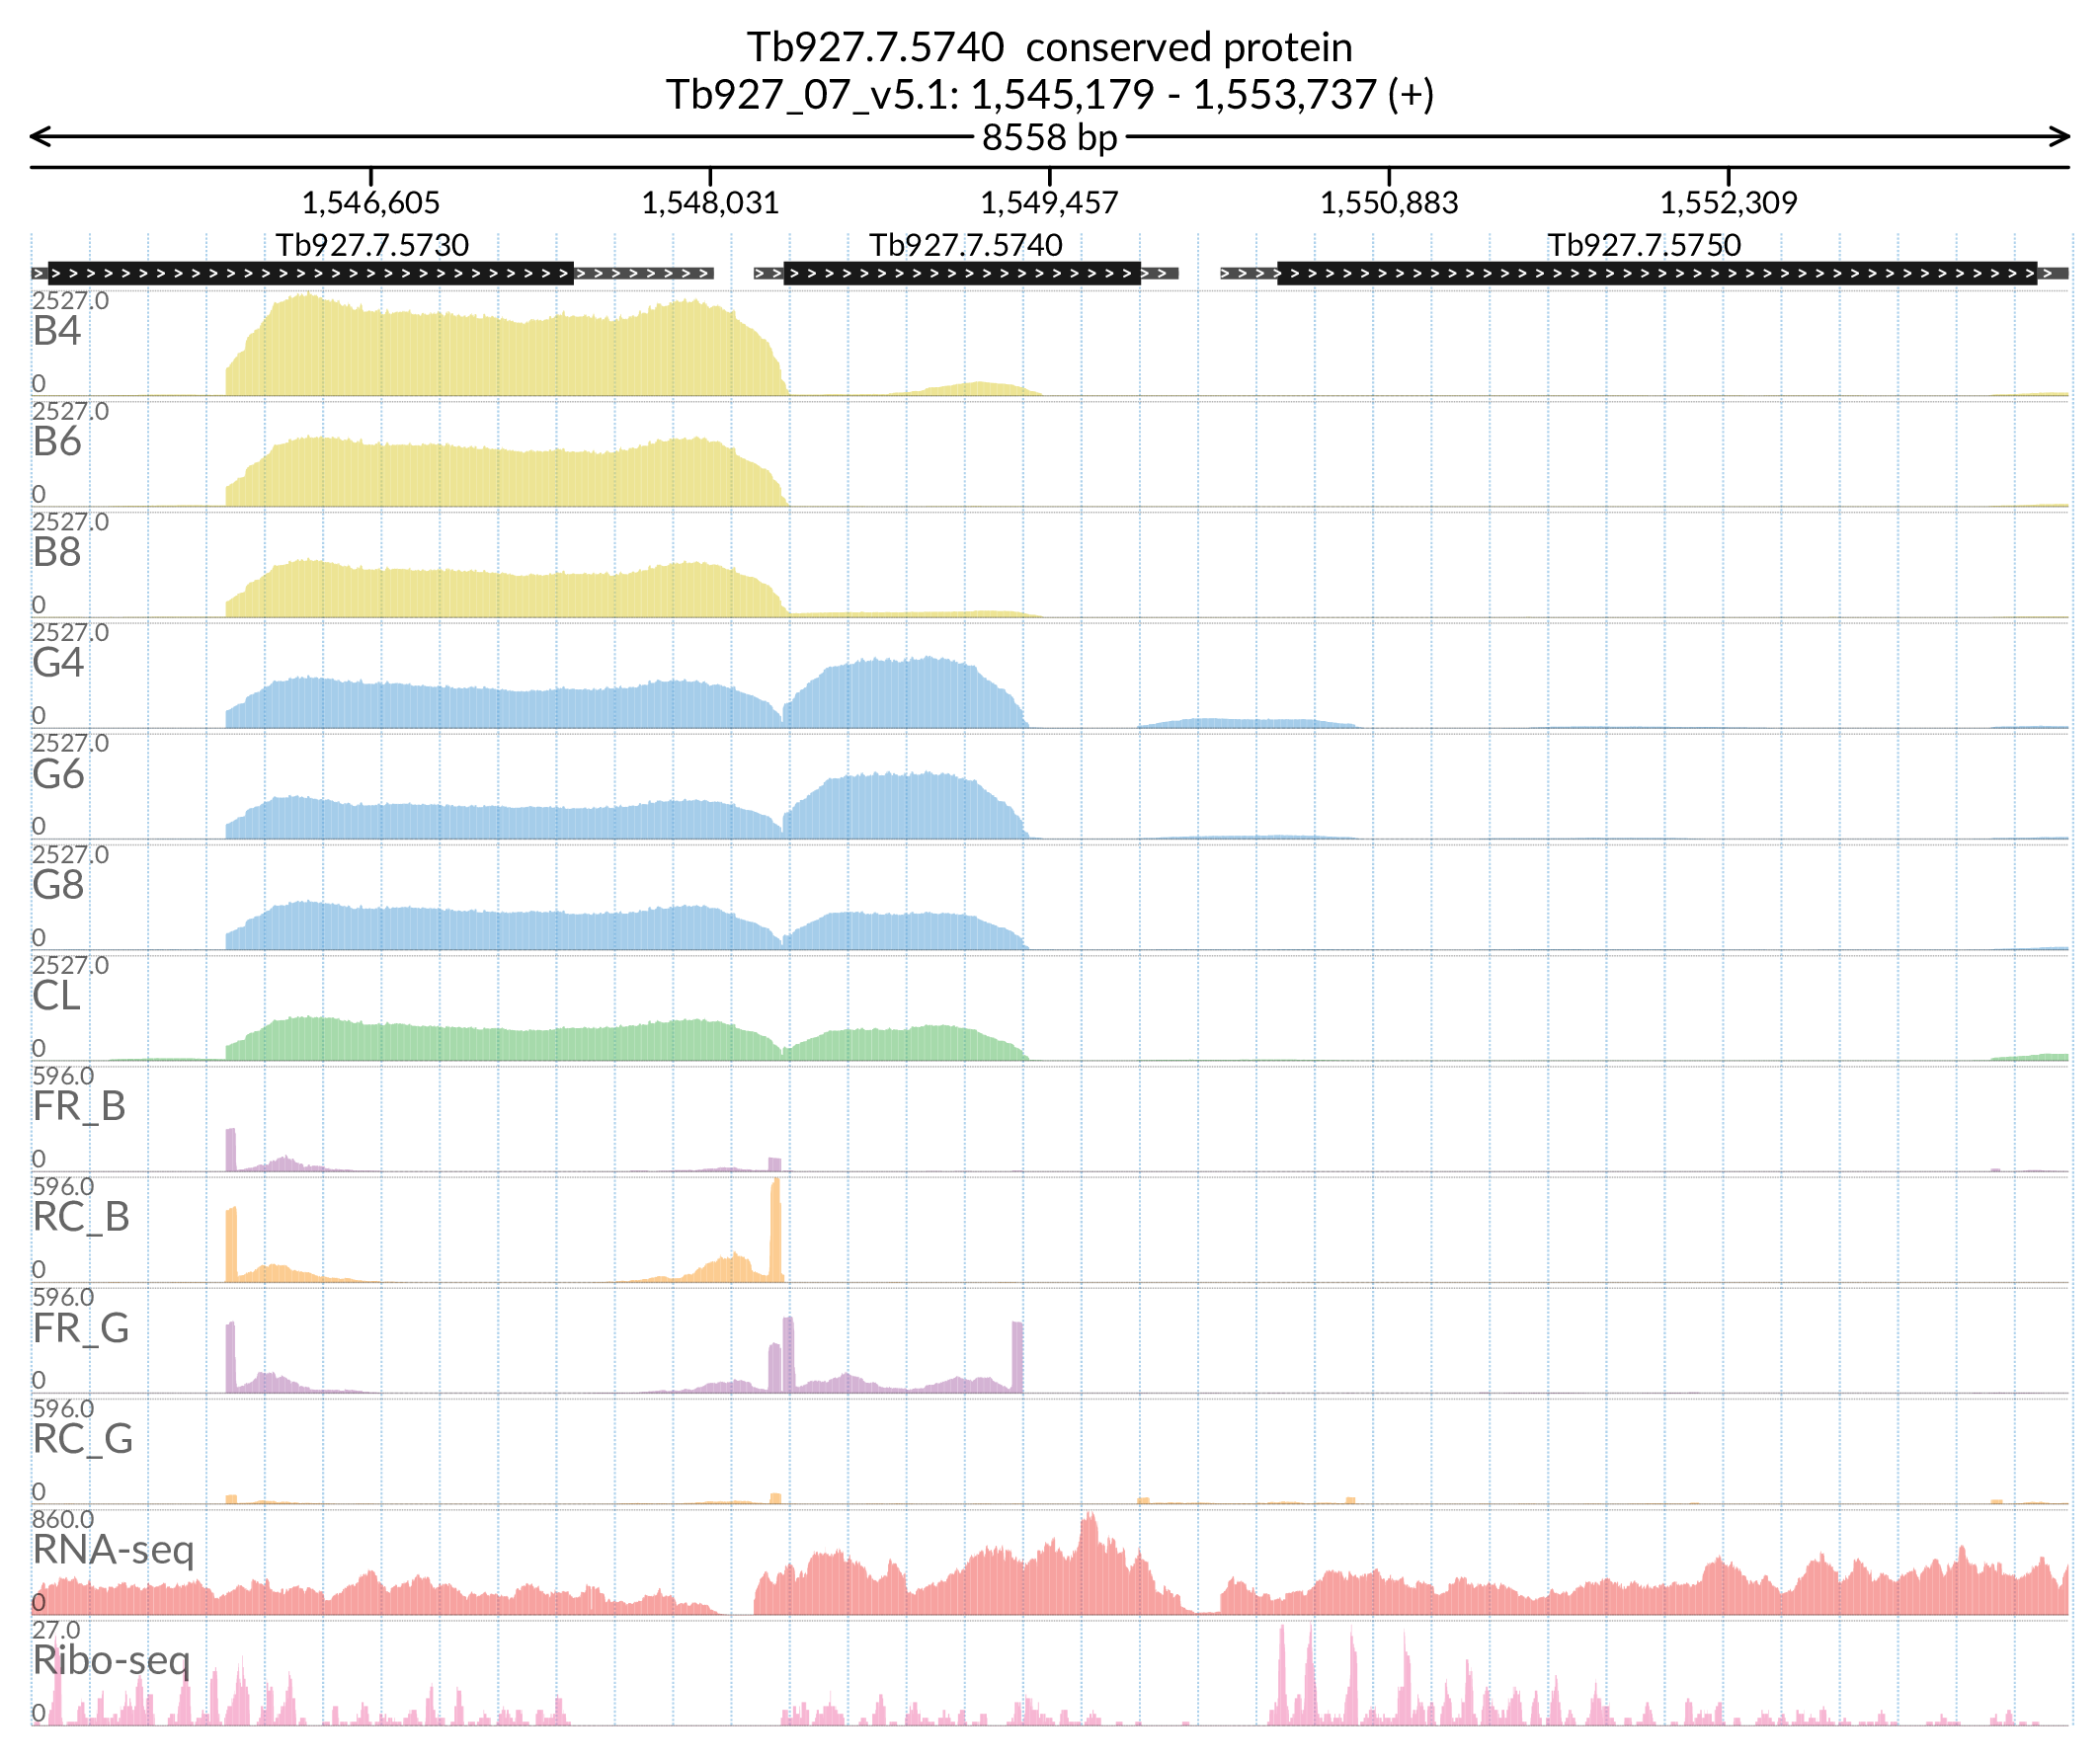 Tb927.7.5740 conserved protein
Tb927_07_v5.1: 1,545,179 - 1,553,737 (+)
8558 bp
1,546,605 1,548,031 1,549,457 1,550,883 1,552,309
Tb927.7.5730 Tb927.7.5740 Tb927.7.5750
2527.0
B4
0
2527.0
B6
0
2527.0
B8
0
2527.0
G4
0
2527.0
G6
0
2527.0
G8
0
2527.0
CL
0
596.0
FR_B
0
596.0
RC_B
0
596.0
FR_G
0
596.0
RC_G
0
860.0
RNA-seq
0
27.0
Ribo-seq
0